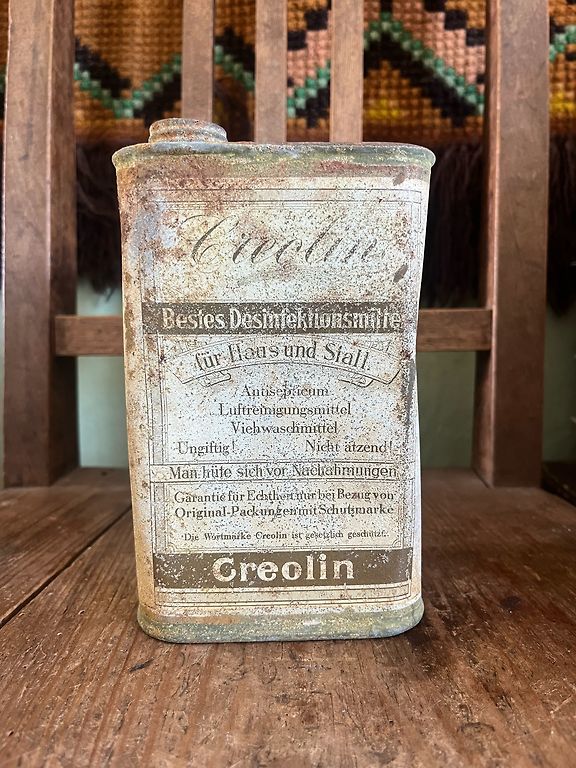 Creolin
Bestes Desinfektionsmittel
für Haus und Stall.
Antisepticum
Luftreinigungsmittel
Viehwaschmittel
Ungiftig! Nicht ätzend!
Man hüte sich vor Nachahmungen
Garantie für Echtheit nur bei Bezug von
Original-Packungen mit Schutzmarke
Die Wortmarke Creolin ist gesetzlich geschützt.
Creolin